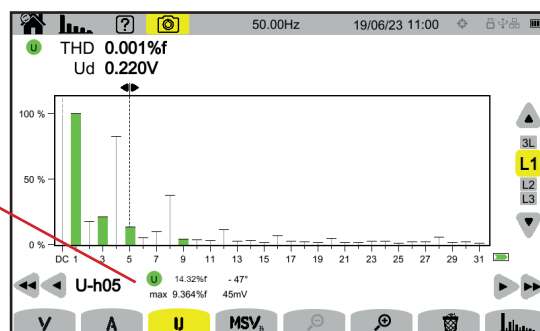 ? 50.00Hz 19/06/23 11:00
U THD 0.001%f
Ud 0.220V
100 %
50 %
0 %
DC 1 3 5 7 9 11 13 15 17 19 21 23 25 27 29 31
3L
L1
L2
L3
U-h05 U 14.32%f - 47°
max 9.364%f 45mV
V A U MSV